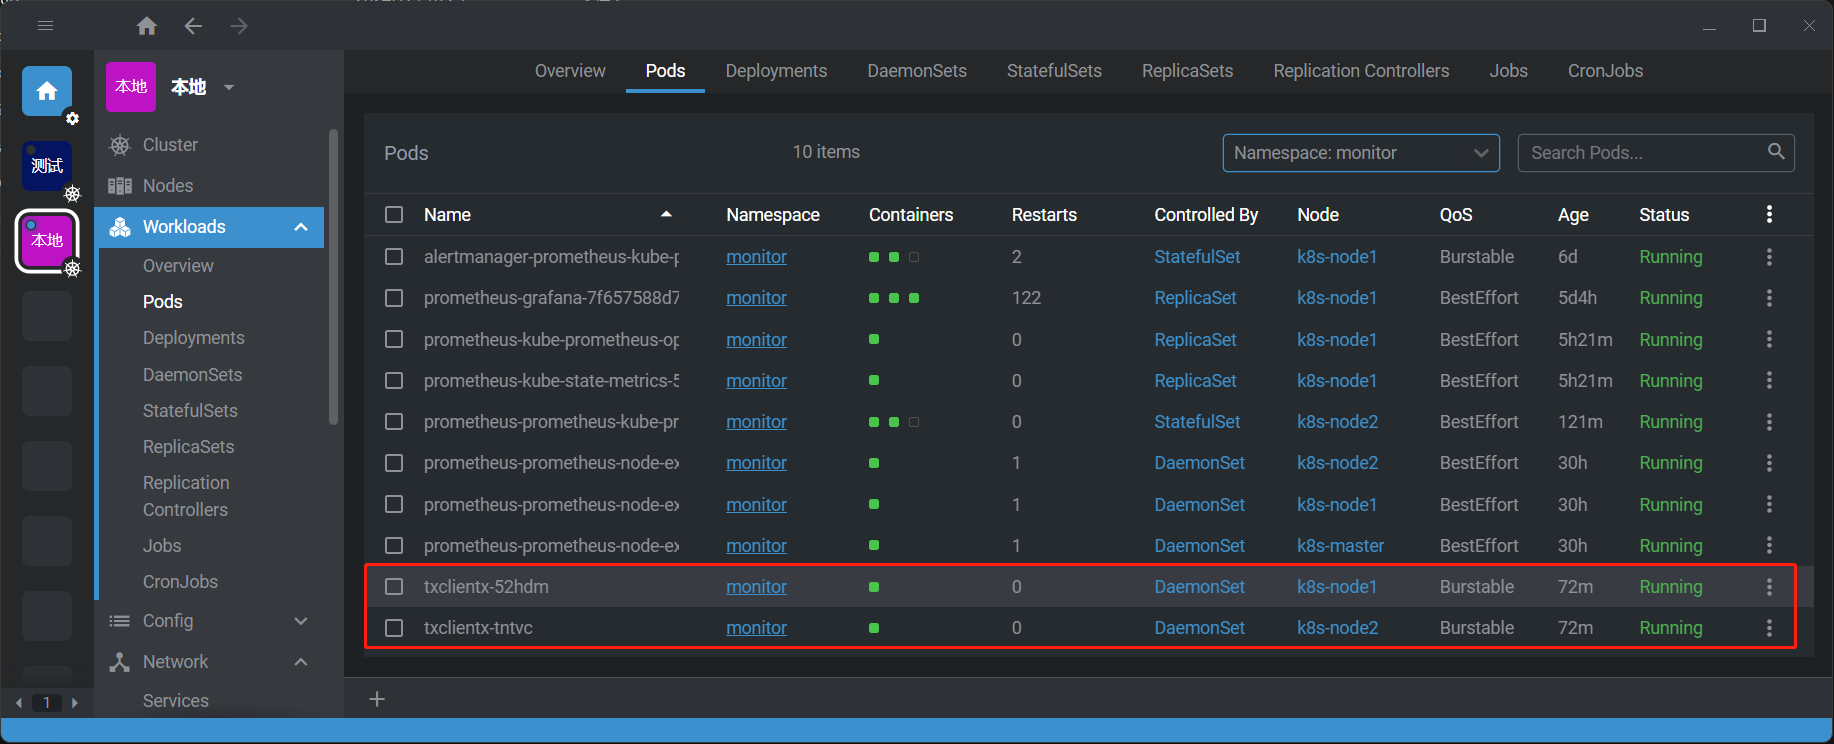 本地
本地
Overview
Pods
Deployments
DaemonSets
StatefulSets
ReplicaSets
Replication Controllers
Jobs
CronJobs
测试
本地
1
Cluster
Nodes
Workloads
Overview
Pods
Deployments
DaemonSets
StatefulSets
ReplicaSets
Replication
Controllers
Jobs
CronJobs
Config
Network
Services
Pods 10 items Namespace: monitor Search Pods...
Name Namespace Containers Restarts Controlled By Node QoS Age Status
alertmanager-prometheus-kube-p monitor 2 StatefulSet k8s-node1 Burstable 6d Running
prometheus-grafana-7f657588d7 monitor 122 ReplicaSet k8s-node1 BestEffort 5d4h Running
prometheus-kube-prometheus-op monitor 0 ReplicaSet k8s-node1 BestEffort 5h21m Running
prometheus-kube-state-metrics-5 monitor 0 ReplicaSet k8s-node1 BestEffort 5h21m Running
prometheus-prometheus-kube-pr monitor 0 StatefulSet k8s-node2 BestEffort 121m Running
prometheus-prometheus-node-ex monitor 1 DaemonSet k8s-node2 BestEffort 30h Running
prometheus-prometheus-node-ex monitor 1 DaemonSet k8s-node1 BestEffort 30h Running
prometheus-prometheus-node-ex monitor 1 DaemonSet k8s-master BestEffort 30h Running
txclientx-52hdm monitor 0 DaemonSet k8s-node1 Burstable 72m Running
txclientx-tntvc monitor 0 DaemonSet k8s-node2 Burstable 72m Running